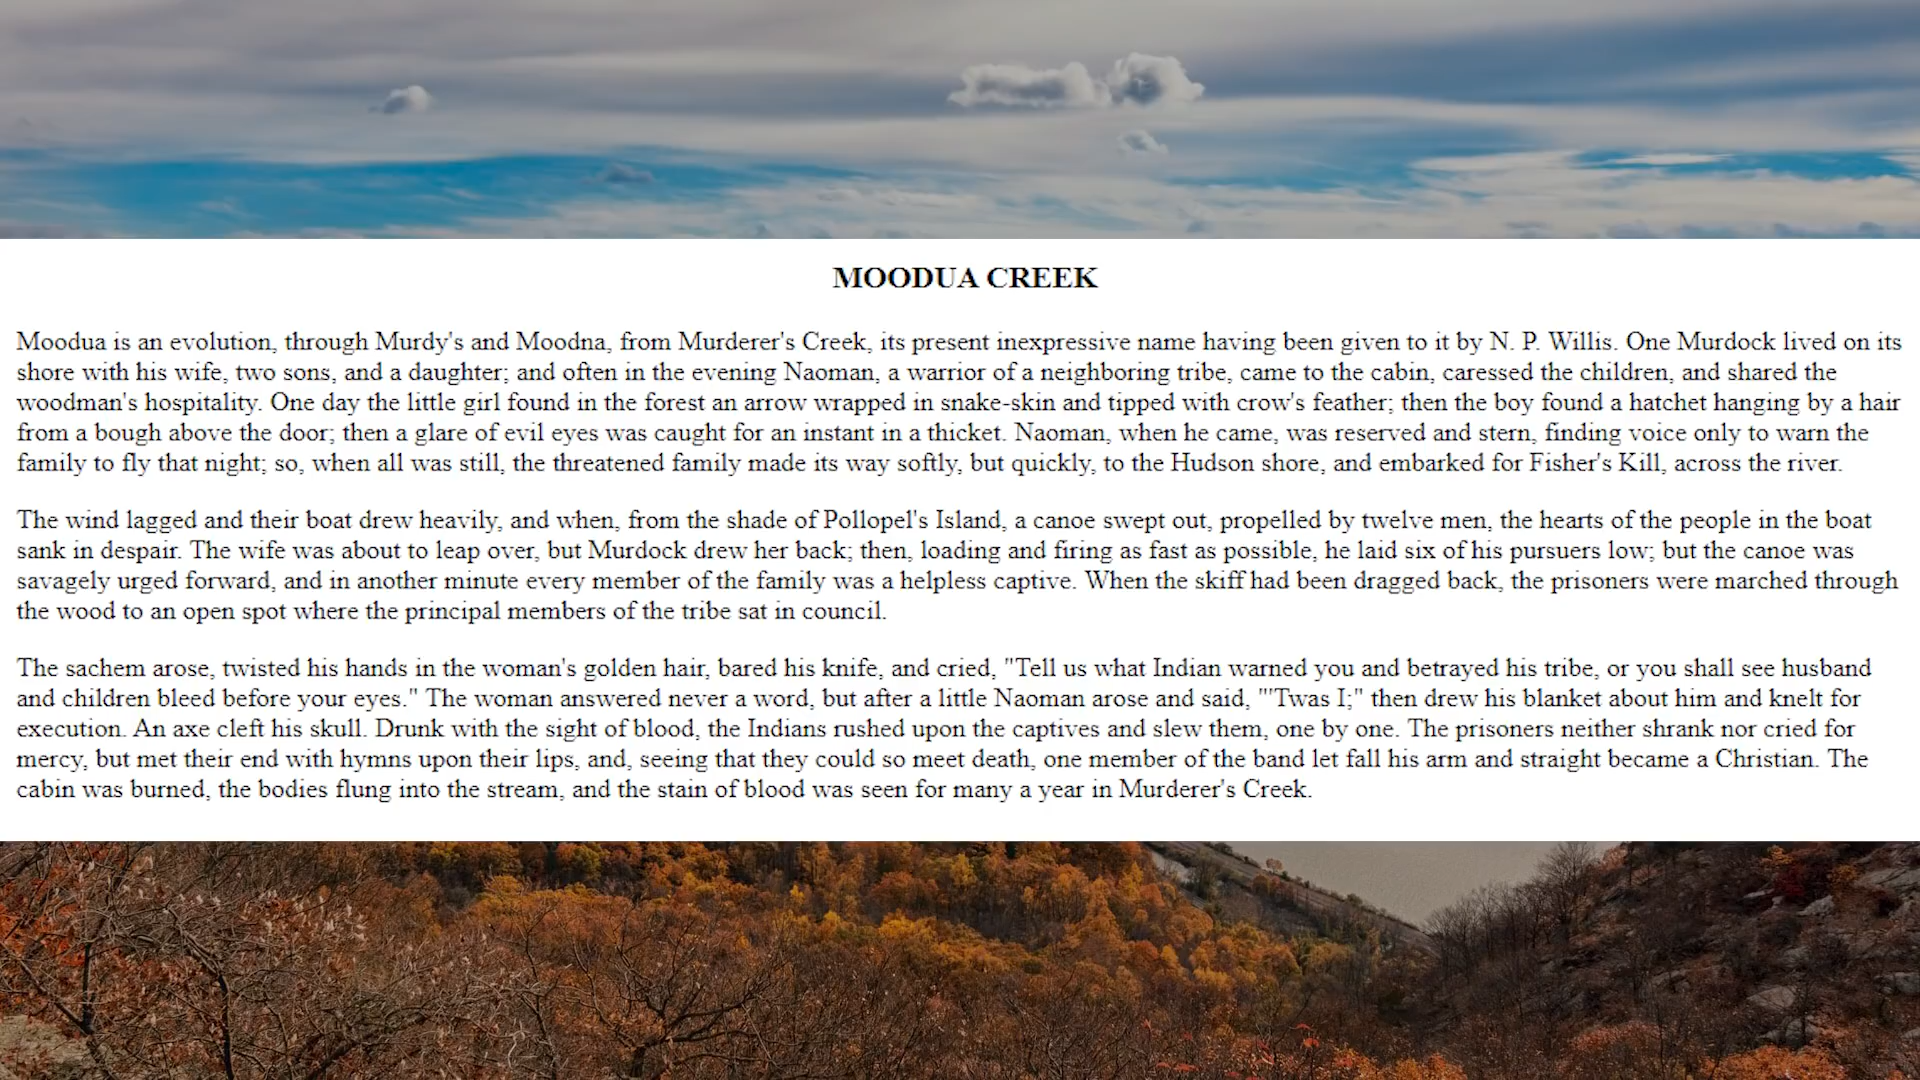 MOODUA CREEK
Moodua is an evolution, through Murdy's and Moodna, from Murderer's Creek, its present inexpressive name having been given to it by N. P. Willis. One Murdock lived on its
shore with his wife, two sons, and a daughter; and often in the evening Naoman, a warrior of a neighboring tribe, came to the cabin, caressed the children, and shared the
woodman's hospitality. One day the little girl found in the forest an arrow wrapped in snake-skin and tipped with crow's feather; then the boy found a hatchet hanging by a hair
from a bough above the door; then a glare of evil eyes was caught for an instant in a thicket. Naoman, when he came, was reserved and stern, finding voice only to warn the
family to fly that night; so, when all was still, the threatened family made its way softly, but quickly, to the Hudson shore, and embarked for Fisher's Kill, across the river.
The wind lagged and their boat drew heavily, and when, from the shade of Pollopel's Island, a canoe swept out, propelled by twelve men, the hearts of the people in the boat
sank in despair. The wife was about to leap over, but Murdock drew her back; then, loading and firing as fast as possible, he laid six of his pursuers low; but the canoe was
savagely urged forward, and in another minute every member of the family was a helpless captive. When the skiff had been dragged back, the prisoners were marched through
the wood to an open spot where the principal members of the tribe sat in council.
The sachem arose, twisted his hands in the woman's golden hair, bared his knife, and cried, "Tell us what Indian warned you and betrayed his tribe, or you shall see husband
and children bleed before your eyes." The woman answered never a word, but after a little Naoman arose and said, "'Twas I;" then drew his blanket about him and knelt for
execution. An axe cleft his skull. Drunk with the sight of blood, the Indians rushed upon the captives and slew them, one by one. The prisoners neither shrank nor cried for
mercy, but met their end with hymns upon their lips, and, seeing that they could so meet death, one member of the band let fall his arm and straight became a Christian. The
cabin was burned, the bodies flung into the stream, and the stain of blood was seen for many a year in Murderer's Creek.